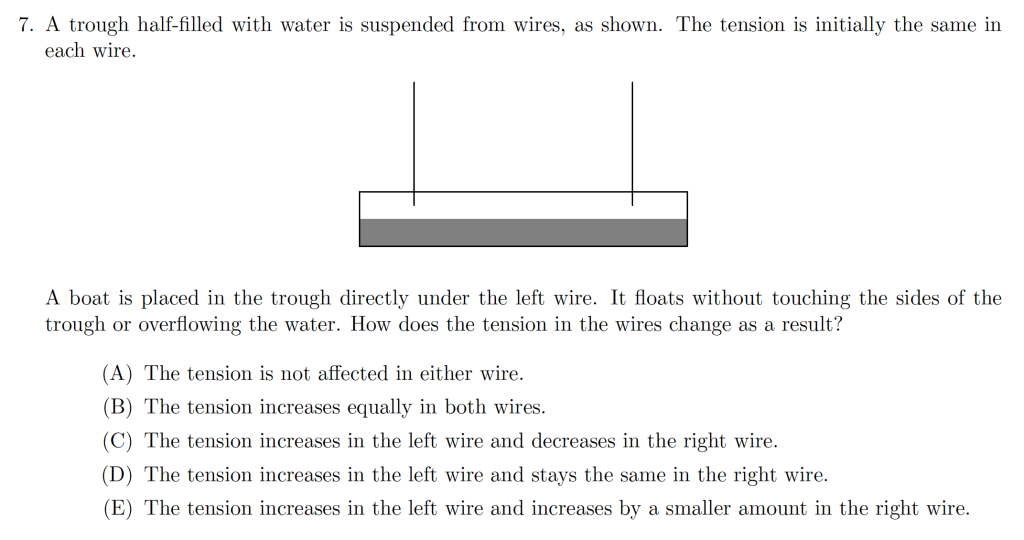 7. A trough half-filled with water is suspended from wires, as shown. The tension is initially the same in
each wire.
A boat is placed in the trough directly under the left wire. It floats without touching the sides of the
trough or overflowing the water. How does the tension in the wires change as a result?
(A) The tension is not affected in either wire.
(B) The tension increases equally in both wires.
(C) The tension increases in the left wire and decreases in the right wire.
(D) The tension increases in the left wire and stays the same in the right wire.
(E) The tension increases in the left wire and increases by a smaller amount in the right wire.